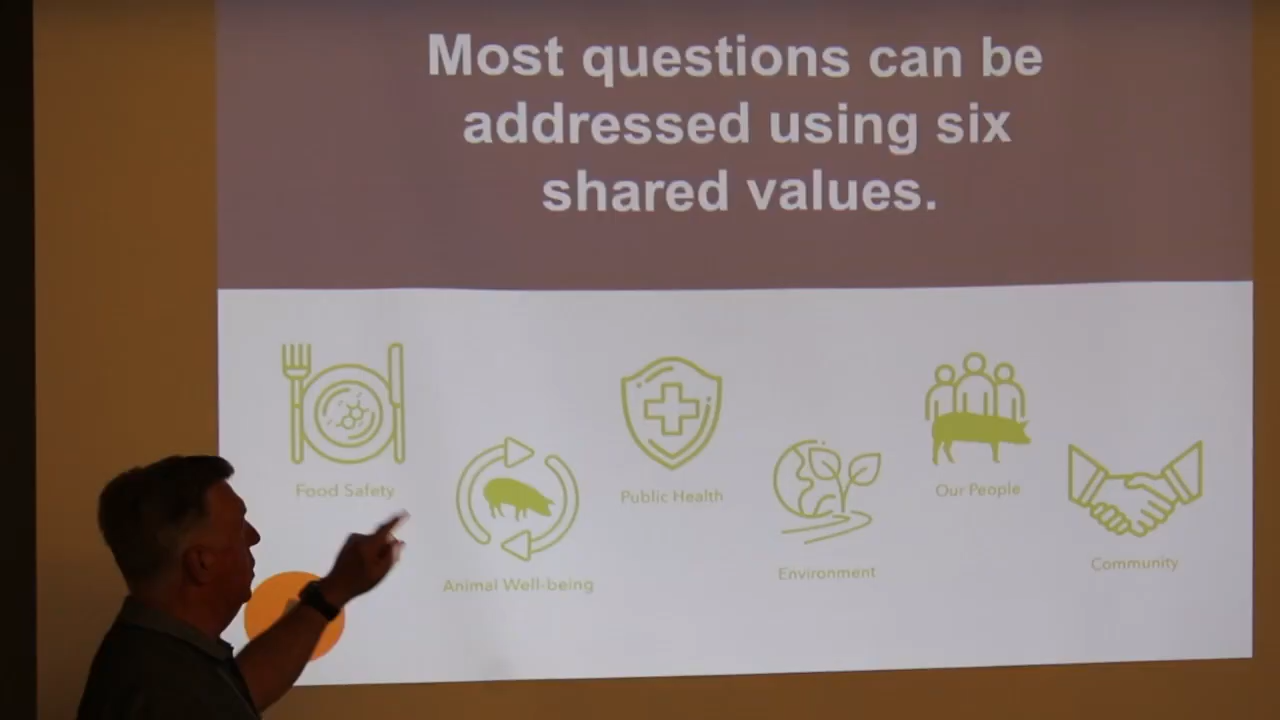 Most questions can be
addressed using six
shared values.
Food Safety
Animal Well-being
Public Health
Environment
Our People
Community